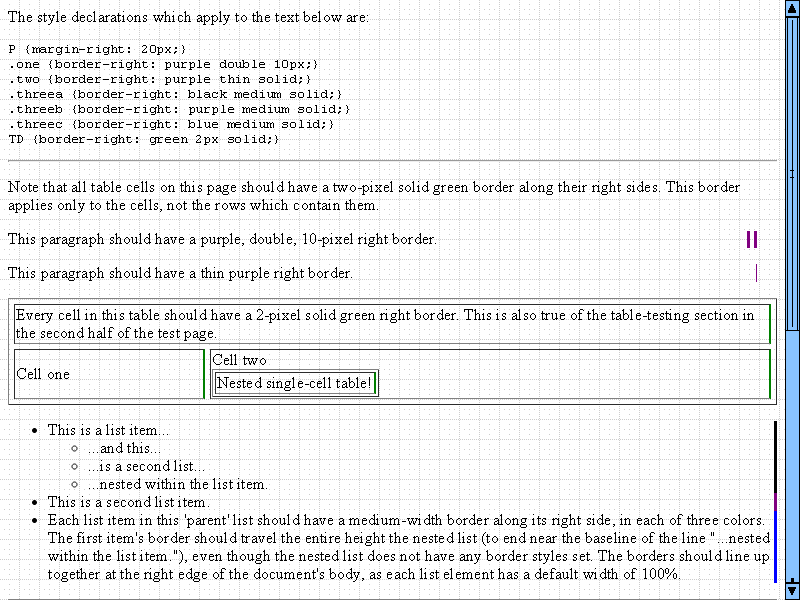 The style declarations which apply to the text below are:
P {margin-right: 20px;}
.one {border-right: purple double 10px;}
.two {border-right: purple thin solid;}
.threea {border-right: black medium solid;}
.threeb {border-right: purple medium solid;}
.threec {border-right: blue medium solid;}
TD {border-right: green 2px solid;}
Note that all table cells on this page should have a two-pixel solid green border along their right sides. This border
applies only to the cells, not the rows which contain them.
This paragraph should have a purple, double, 10-pixel right border.
This paragraph should have a thin purple right border.
Every cell in this table should have a 2-pixel solid green right border. This is also true of the table-testing section in
the second half of the test page.
Cell one
Cell two
Nested single-cell table!
This is a list item...
...and this...
...is a second list...
...nested within the list item.
This is a second list item.
Each list item in this 'parent' list should have a medium-width border along its right side, in each of three colors.
The first item's border should travel the entire height the nested list (to end near the baseline of the line "...nested
within the list item."), even though the nested list does not have any border styles set. The borders should line up
together at the right edge of the document's body, as each list element has a default width of 100%.